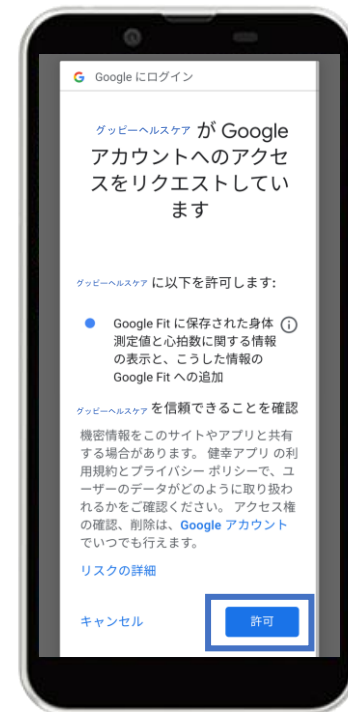 Google にログイン
グッピーヘルスケア が Google
アカウントへのアクセ
スをリクエストしてい
ます
グッピーヘルスケア に以下を許可します:
Google Fit に保存された身体
測定値と心拍数に関する情報
の表示と、こうした情報の
Google Fit への追加
グッピーヘルスケア を信頼できることを確認
機密情報をこのサイトやアプリと共有
する場合があります。 健幸アプリ の利
用規約とプライバシー ポリシーで、ユ
ーザーのデータがどのように取り扱わ
れるかをご確認ください。 アクセス権
の確認、削除は、Google アカウント
でいつでも行えます。
リスクの詳細
キャンセル
許可